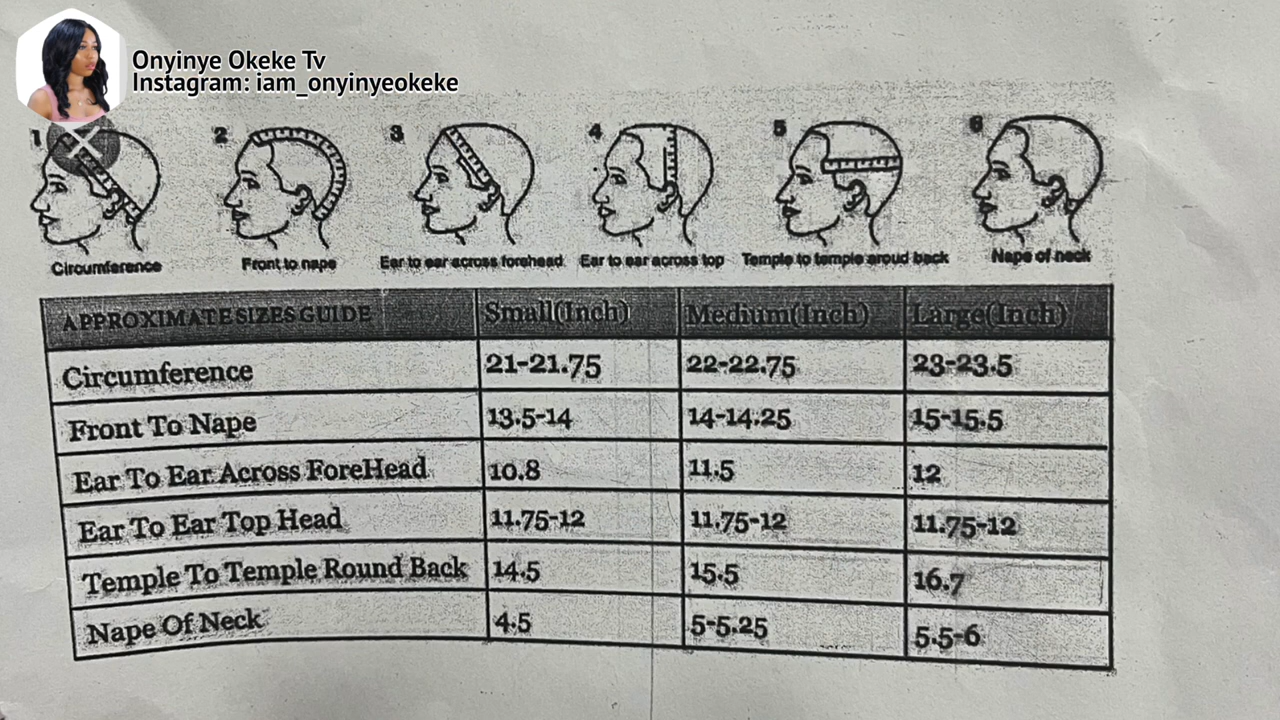 Onyinye Okeke Tv
Instagram: iam_onyinyeokeke
1 2 3 4 5 6
Circumference Front to nape Ear to ear across forehead Ear to ear across top Temple to temple aroud back Nape of neck
APPROXIMATE SIZES GUIDE Small(Inch) Medium(Inch) Large(Inch)
Circumference 21-21.75 22-22.75 23-23.5
Front To Nape 13.5-14 14-14.25 15-15.5
Ear To Ear Across ForeHead 10.8 11.5 12
Ear To Ear Top Head 11.75-12 11.75-12 11.75-12
Temple To Temple Round Back 14.5 15.5 16.7
Nape Of Neck 4.5 5-5.25 5.5-6